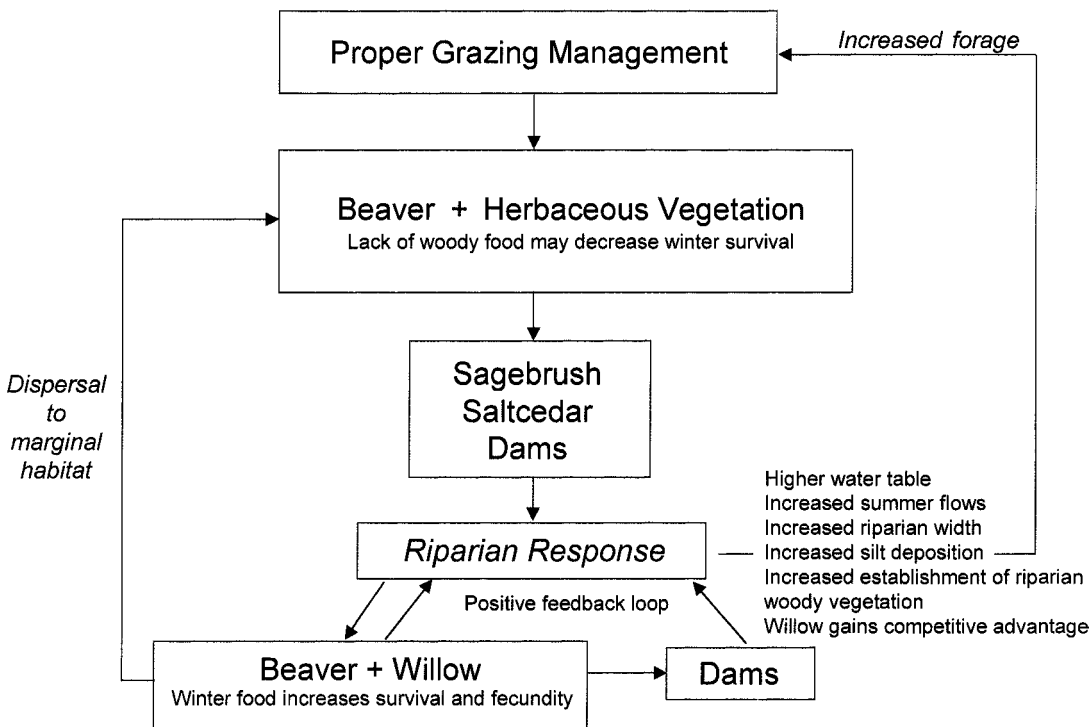 Proper Grazing Management
Increased forage
Beaver + Herbaceous Vegetation
Lack of woody food may decrease winter survival
Dispersal
to
marginal
habitat
Sagebrush
Saltcedar
Dams
Riparian Response
Higher water table
Increased summer flows
Increased riparian width
Increased silt deposition
Increased establishment of riparian
woody vegetation
Willow gains competitive advantage
Positive feedback loop
Beaver + Willow
Winter food increases survival and fecundity
Dams